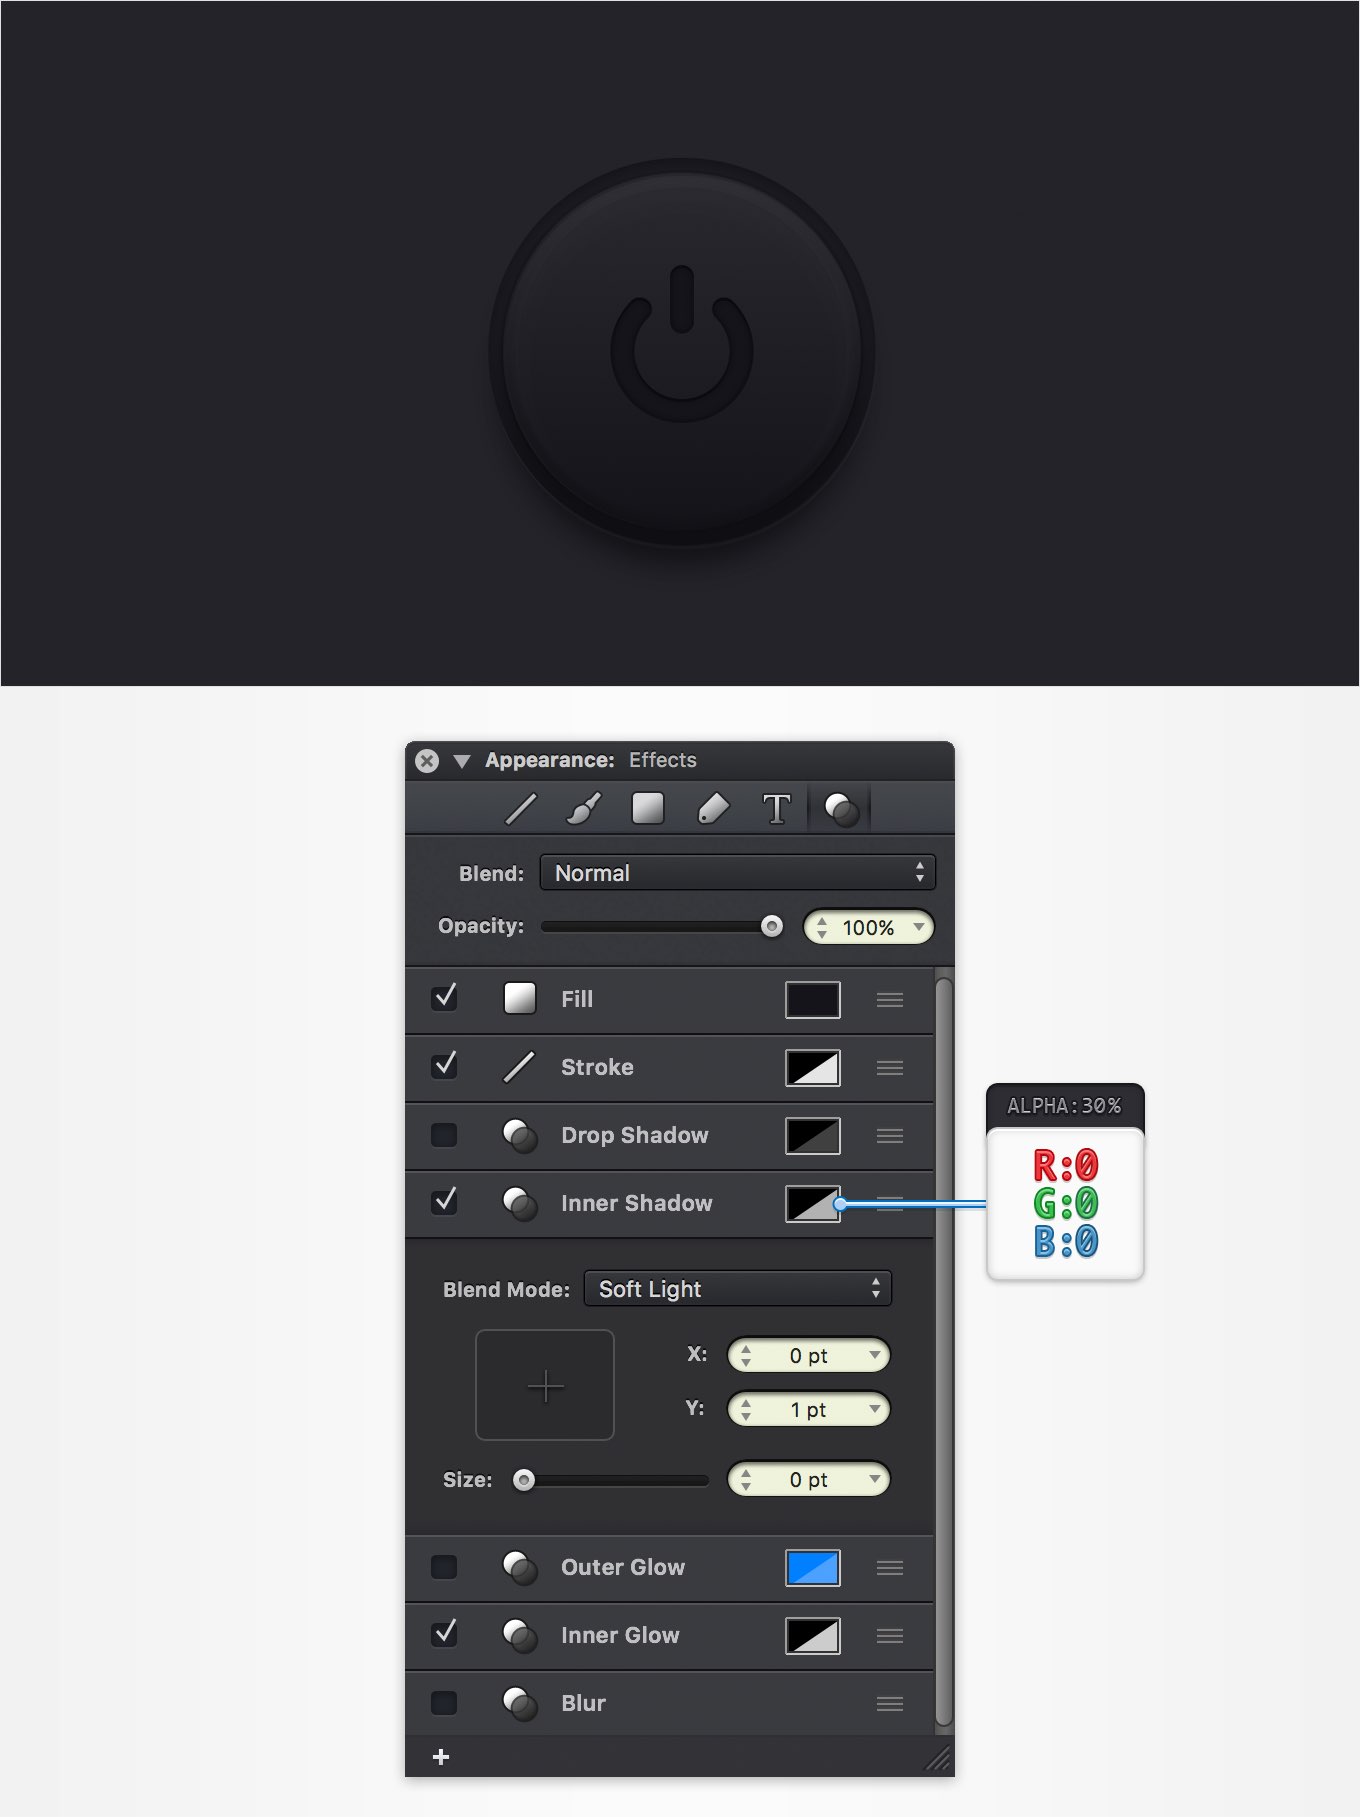 Appearance: Effects
T
Blend: Normal
Opacity: 100%
Fill
Stroke
Drop Shadow
Inner Shadow
ALPHA:30%
R:0
G:0
B:0
Blend Mode: Soft Light
X: 0 pt
Y: 1 pt
Size: 0 pt
Outer Glow
Inner Glow
Blur